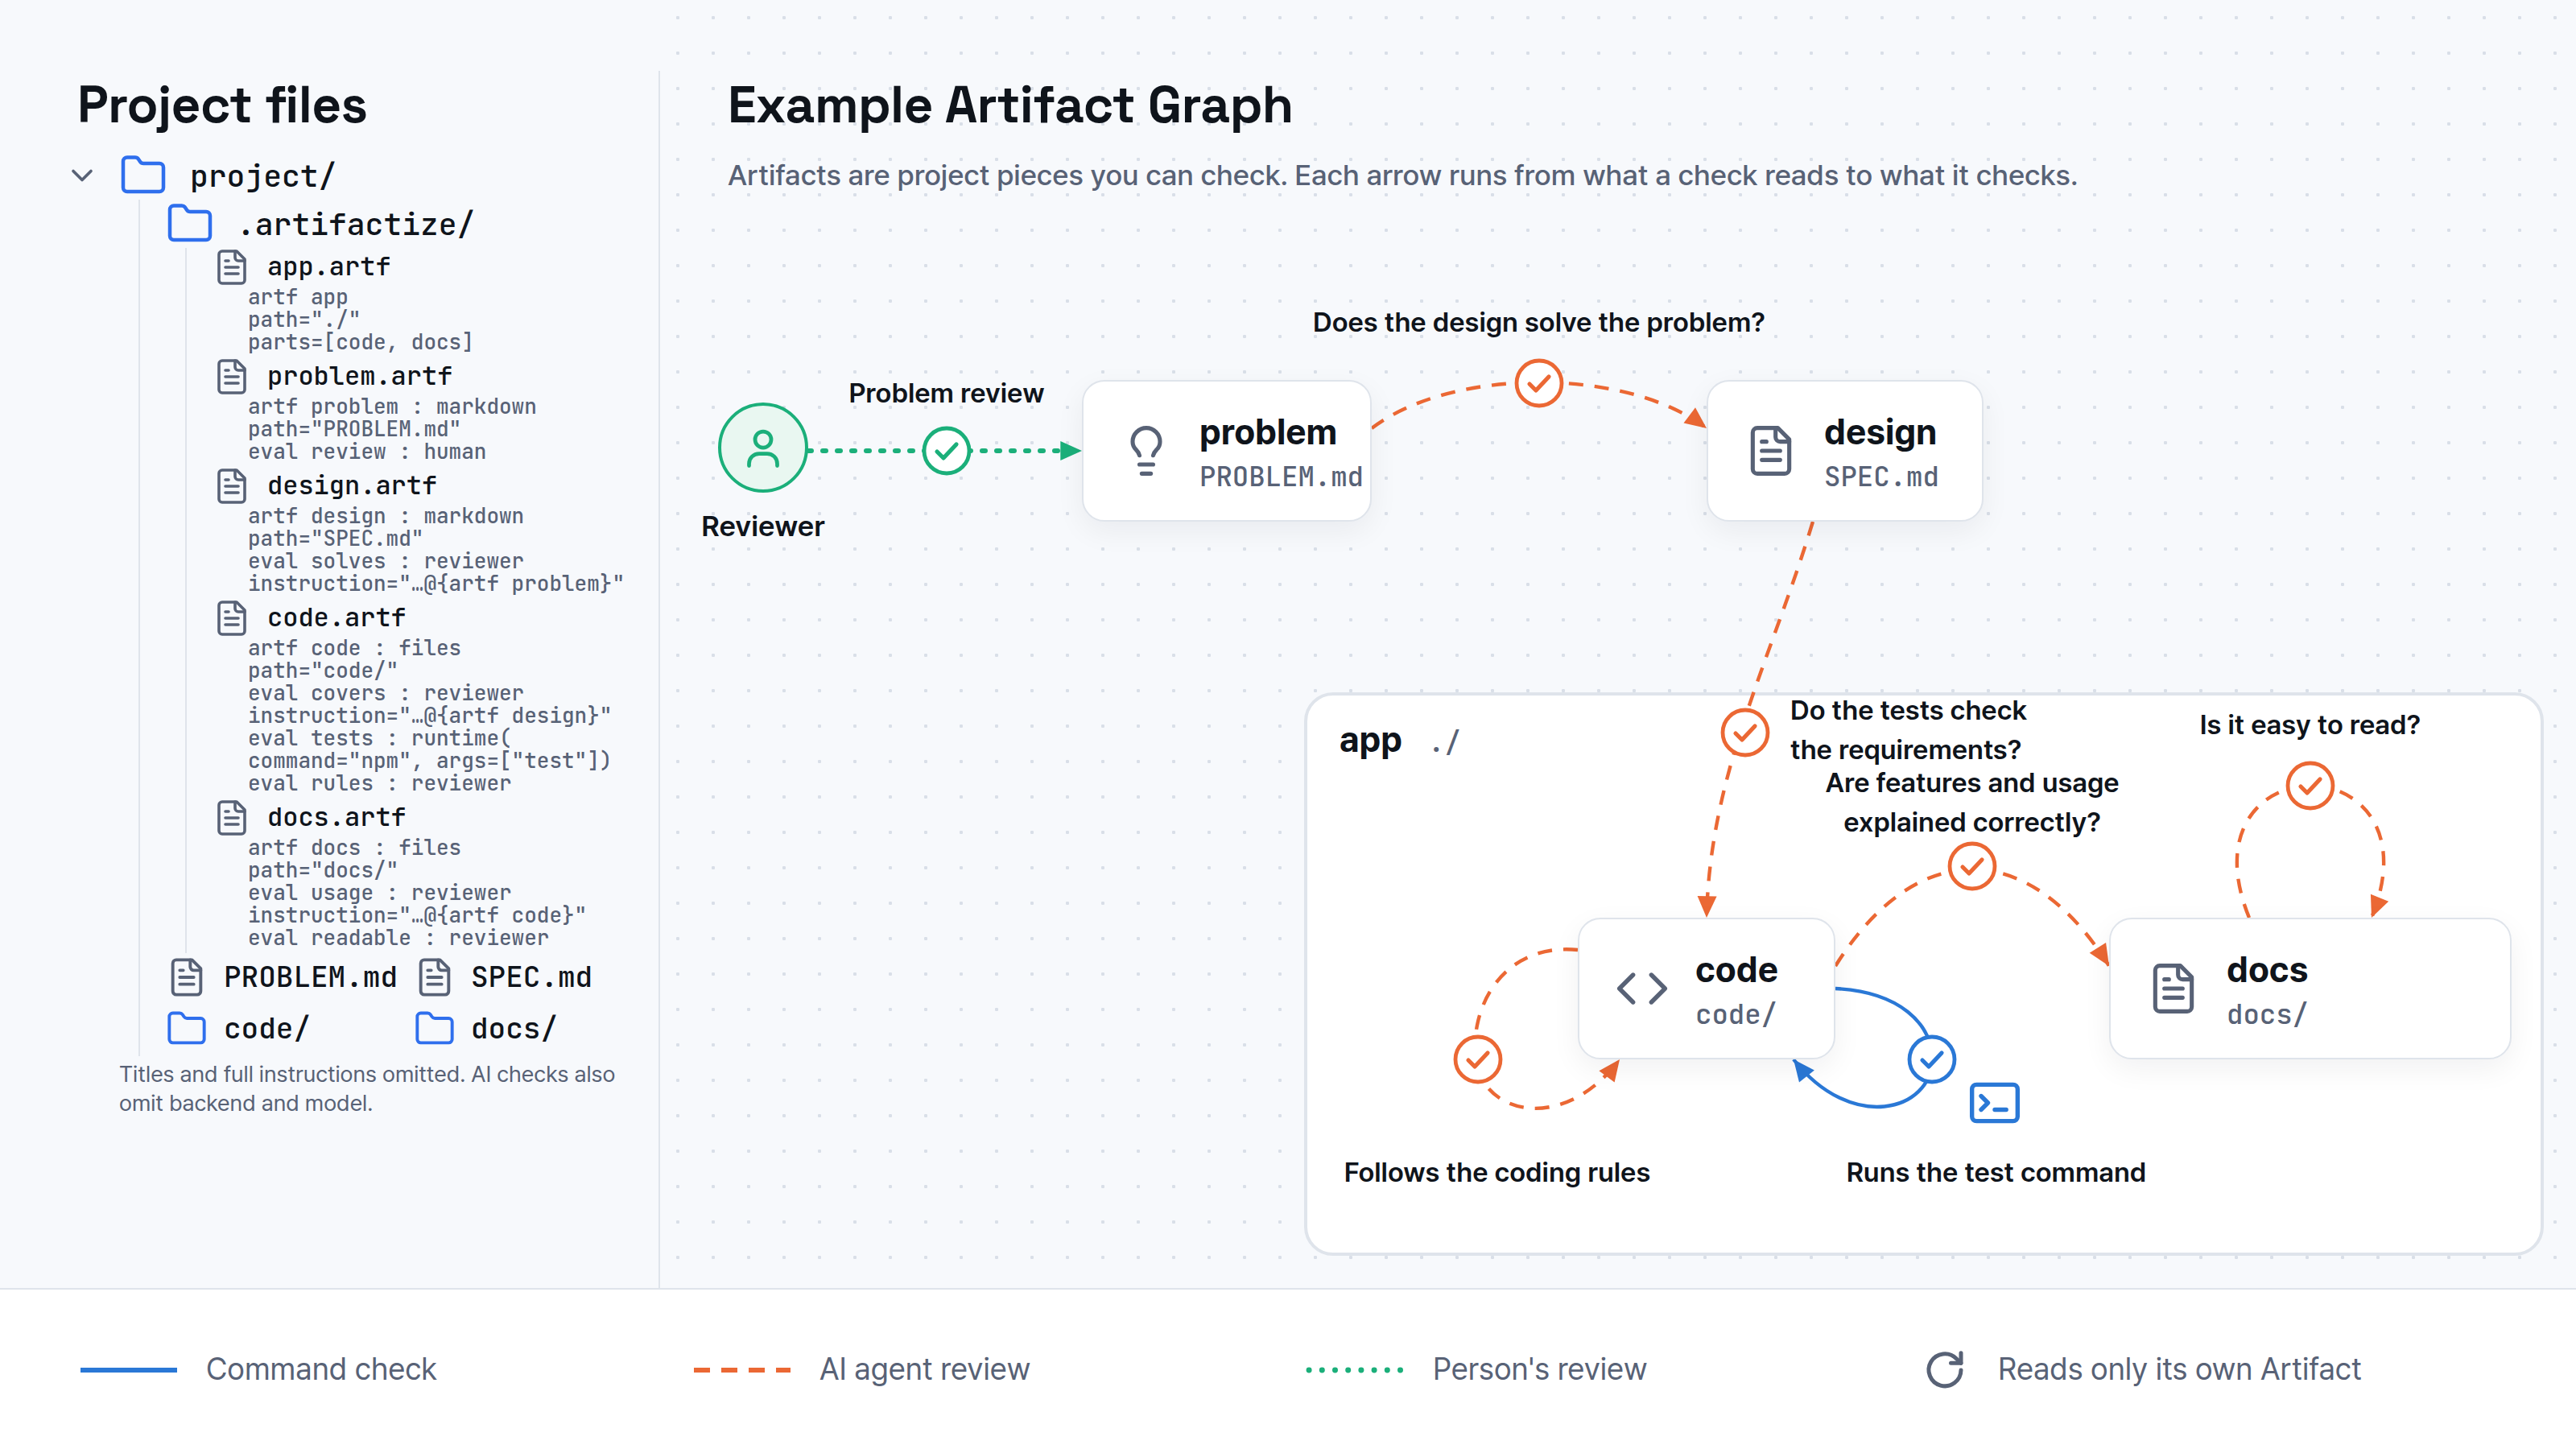 Project files
project/
.artifactize/
app.artf
artf app
path="./"
parts=[code, docs]
problem.artf
artf problem : markdown
path="PROBLEM.md"
eval review : human
design.artf
artf design : markdown
path="SPEC.md"
eval solves : reviewer
instruction="…@{artf problem}"
code.artf
artf code : files
path="code/"
eval covers : reviewer
instruction="…@{artf design}"
eval tests : runtime(
command="npm", args=["test"])
eval rules : reviewer
docs.artf
artf docs : files
path="docs/"
eval usage : reviewer
instruction="…@{artf code}"
eval readable : reviewer
PROBLEM.md SPEC.md
code/ docs/
Titles and full instructions omitted. AI checks also
omit backend and model.
Example Artifact Graph
Artifacts are project pieces you can check. Each arrow runs from what a check reads to what it checks.
Does the design solve the problem?
Problem review
Reviewer
problem
PROBLEM.md
design
SPEC.md
app ./
Do the tests check
the requirements?
Is it easy to read?
Are features and usage
explained correctly?
code
code/
docs
docs/
Follows the coding rules
Runs the test command
Command check
AI agent review
Person's review
Reads only its own Artifact